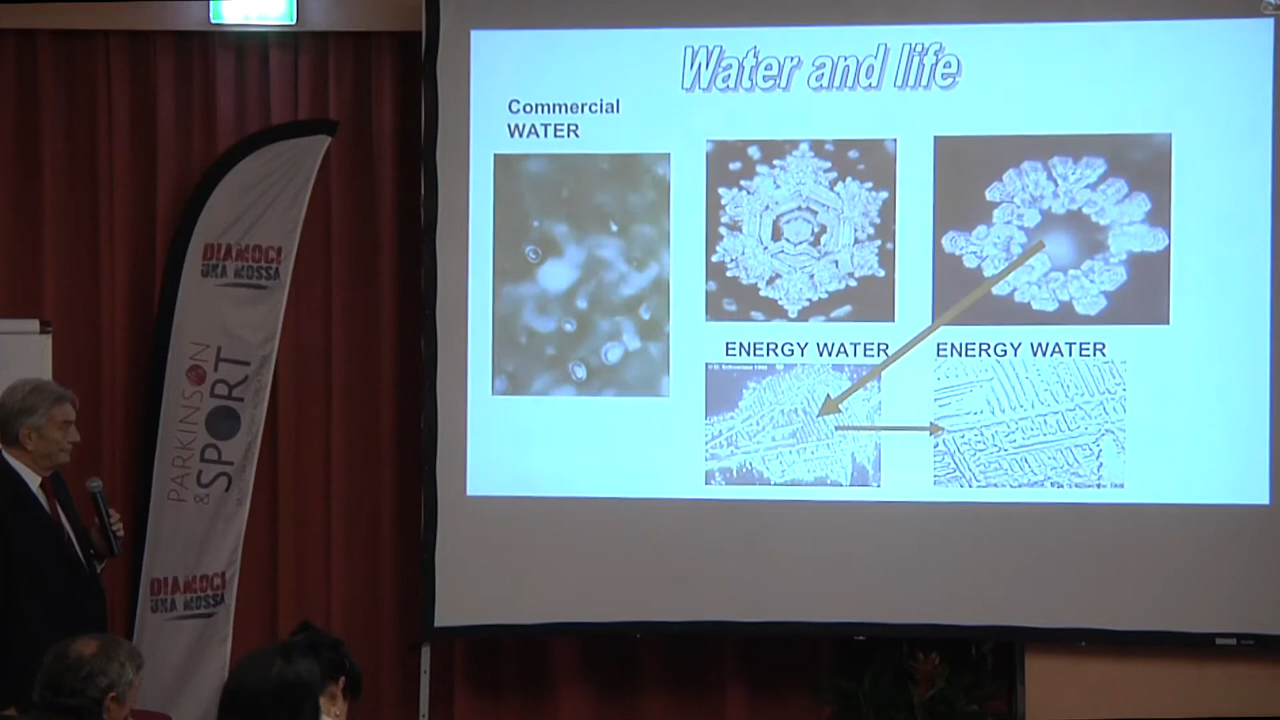 Water and life
Commercial
WATER
ENERGY WATER
ENERGY WATER
DIAMOCI
UNA MOSSA
PARKINSON
& SPORT
DIAMOCI
UNA MOSSA